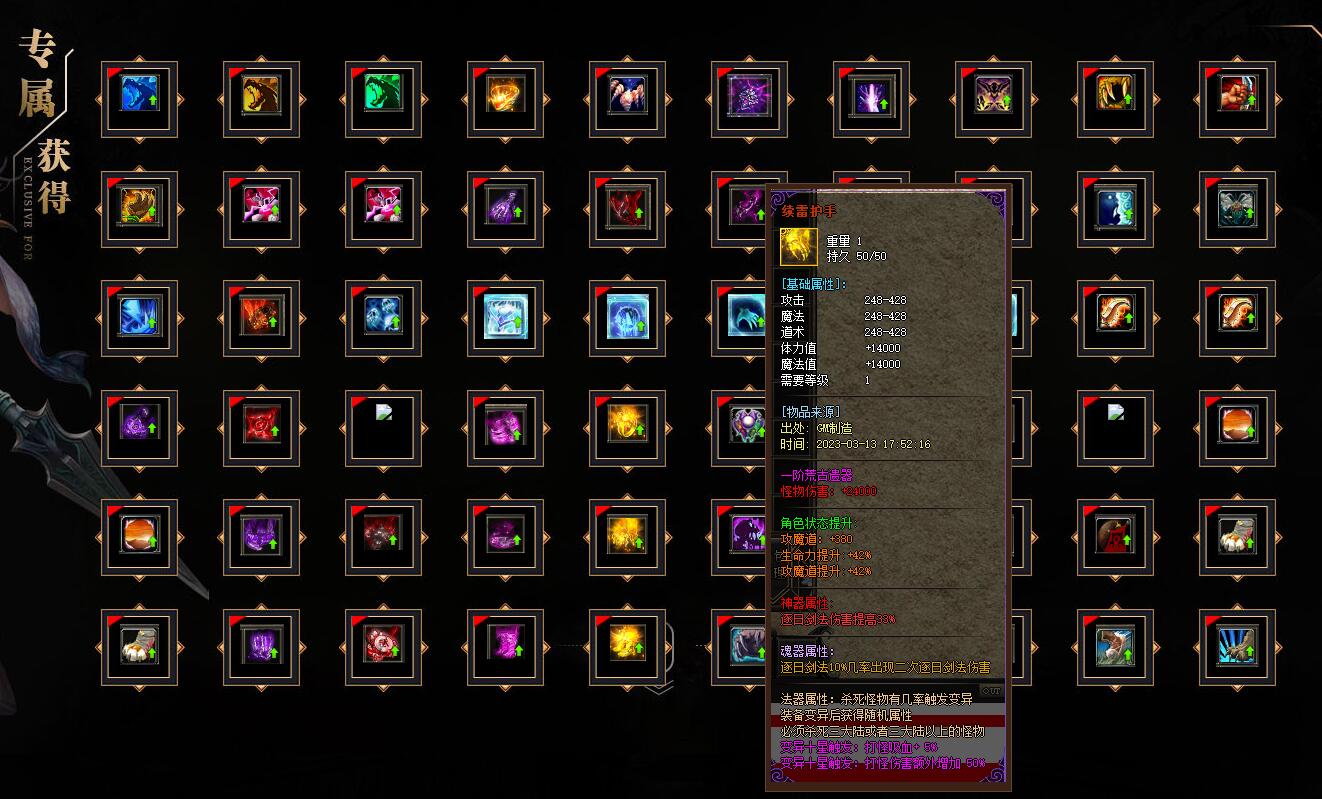 专属
获得
EXCLUSIVE FOR
续雷护手
重量 1
持久 50/50
[基础属性]:
攻击 248-428
魔法 248-428
道术 248-428
体力值 +14000
魔法值 +14000
需要等级 1
[物品来源]
出处: GM制造
时间: 2023-03-13 17:52:16
一阶荒古遗器
怪物伤害: +24000
角色状态提升:
攻魔道: +380
生命力提升:+42%
攻魔道提升:+42%
神器属性:
逐日剑法伤害提高33%
魂器属性:
逐日剑法10%几率出现二次逐日剑法伤害
OUT
法器属性: 杀死怪物有几率触发变异
装备变异后获得随机属性
必须杀死三大陆或者三大陆以上的怪物
变异十星触发: 打怪吸血+ 5%
变异十星触发: 打怪伤害额外增加 50%